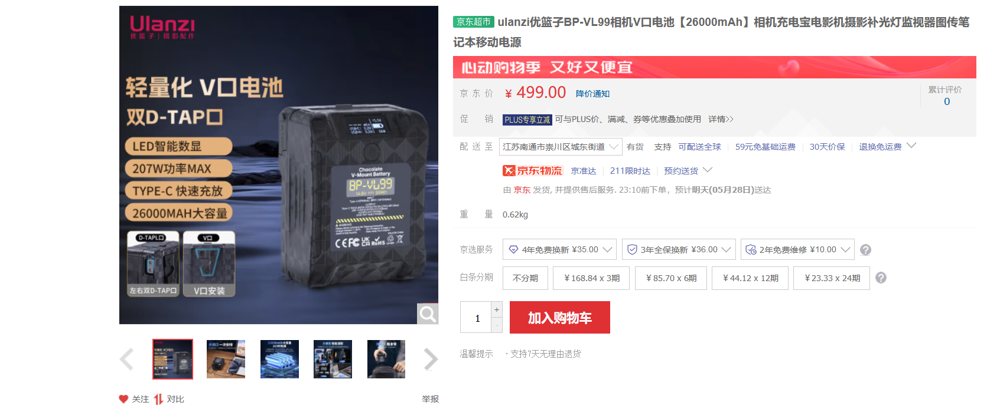 Ulanzi
优篮子|摄影配件
轻量化 V口电池
双D-TAP口
LED智能数显
207W功率MAX
TYPE-C 快速充放
26000MAH大容量
D-TAPL口
V口
左右双D-TAP口
V口安装
Chocolate
V-Mount Battery
BP-VL99
关注
对比
举报
京东超市 ulanzi优篮子BP-VL99相机V口电池【26000mAh】相机充电宝电影机摄影补光灯监视器图传笔
记本移动电源
心动购物季 又好又便宜
京东价 ¥ 499.00 降价通知
累计评价
0
促销 PLUS专享立减 可与PLUS价、满减、券等优惠叠加使用 详情>>
配送至 江苏南通市崇川区城东街道 有货 支持 可配送全球 59元免基础运费 30天价保 退换免运费
京东物流 京准达 211限时达 预约送货
由 京东 发货, 并提供售后服务. 23:10前下单，预计明天(05月28日)送达
重量 0.62kg
京选服务 4年免费换新 ¥35.00 3年全保换新 ¥36.00 2年免费维修 ¥10.00 ?
白条分期 不分期 ¥168.84 x 3期 ¥85.70 x 6期 ¥44.12 x 12期 ¥23.33 x 24期 ?
1 + - 加入购物车
温馨提示 ·支持7天无理由退货